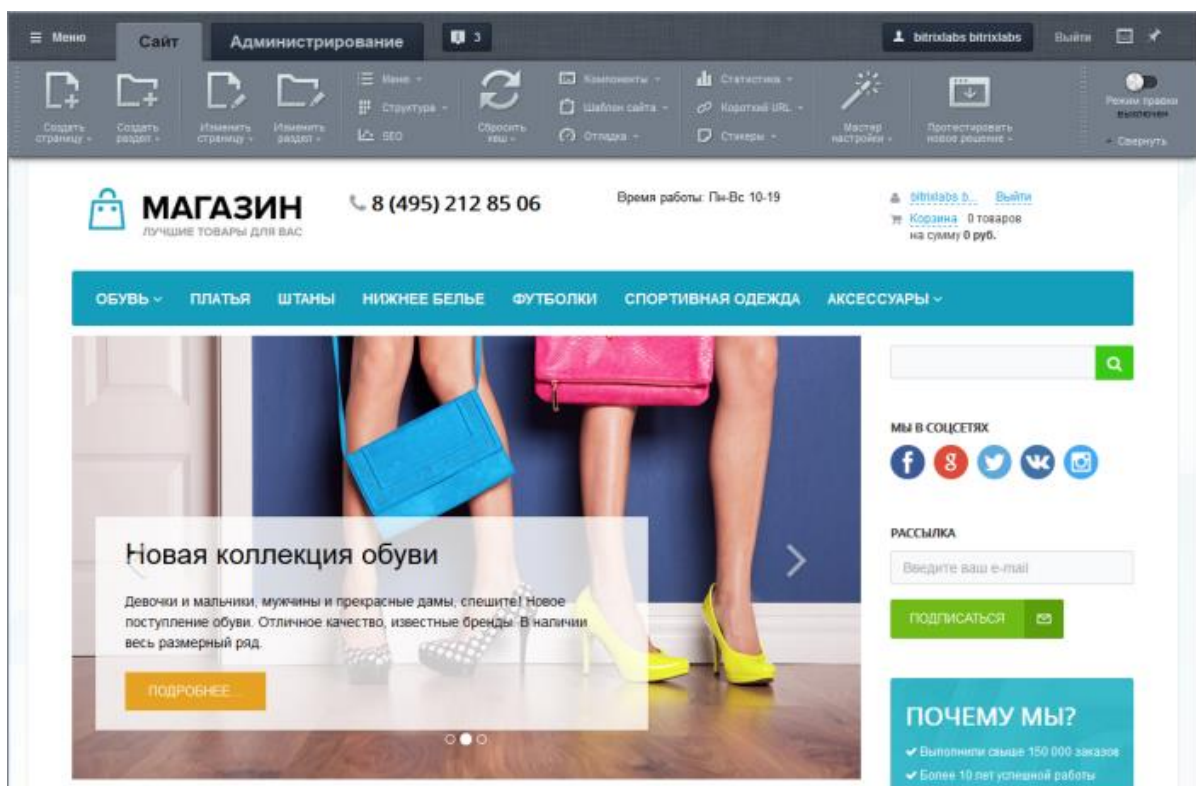 Меню
Сайт
Администрирование
3
bitrixlabs bitrixlabs
Выйти
Создать страницу
Создать раздел
Изменить страницу
Изменить раздел
Меню
Структура
SEO
Сбросить кеш
Компоненты
Шаблон сайта
Отладка
Статистика
Короткий URL
Стикеры
Мастер настройки
Протестировать новое решение
Режим правки выключен
Свернуть
МАГАЗИН
ЛУЧШИЕ ТОВАРЫ ДЛЯ ВАС
8 (495) 212 85 06
Время работы: Пн-Вс 10-19
bitrixlabs b... Выйти
Корзина 0 товаров
на сумму 0 руб.
ОБУВЬ ПЛАТЬЯ ШТАНЫ НИЖНЕЕ БЕЛЬЕ ФУТБОЛКИ СПОРТИВНАЯ ОДЕЖДА АКСЕССУАРЫ
Новая коллекция обуви
Девочки и мальчики, мужчины и прекрасные дамы, спешите! Новое
поступление обуви. Отличное качество, известные бренды. В наличии
весь размерный ряд.
ПОДРОБНЕЕ...
МЫ В СОЦСЕТЯХ
РАССЫЛКА
Введите ваш e-mail
ПОДПИСАТЬСЯ
ПОЧЕМУ МЫ?
Выполнили свыше 150 000 заказов
Более 10 лет успешной работы